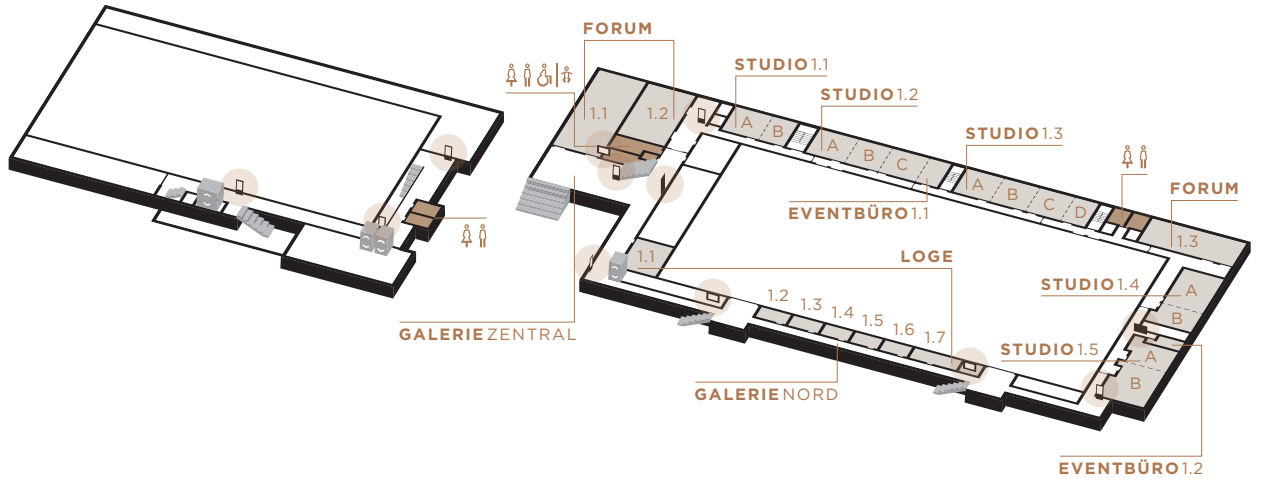 FORUM
STUDIO 1.1
STUDIO 1.2
STUDIO 1.3
1.1
1.2
A
B
A
B
C
EVENTBÜRO 1.1
A
B
C
D
FORUM
1.3
1.1
LOGE
STUDIO 1.4
A
B
1.2
1.3
1.4
1.5
1.6
1.7
GALERIE ZENTRAL
STUDIO 1.5
A
B
GALERIE NORD
EVENTBÜRO 1.2